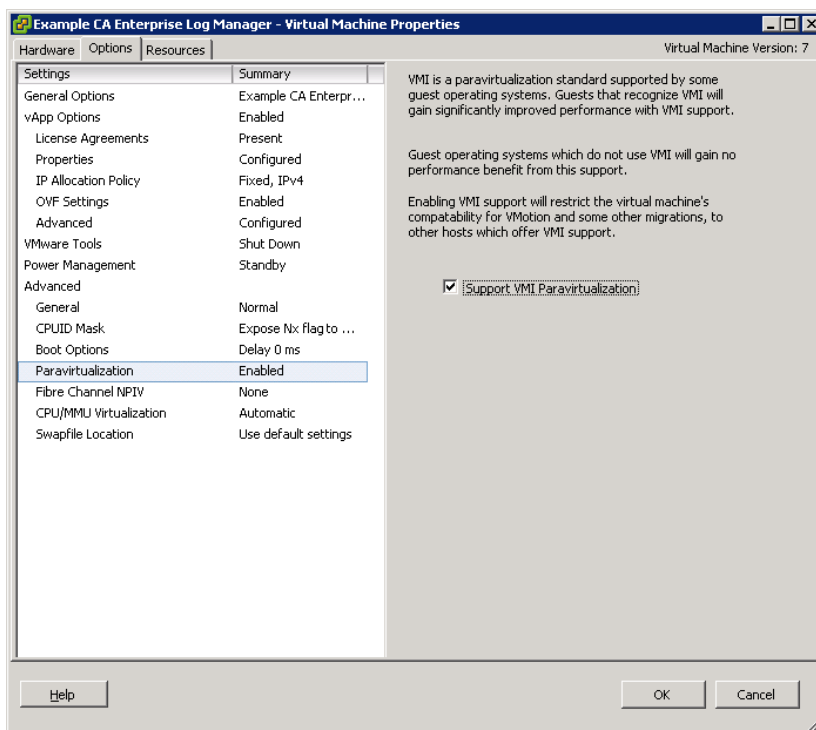 Example CA Enterprise Log Manager - Virtual Machine Properties
Hardware Options Resources Virtual Machine Version: 7
Settings Summary
General Options Example CA Enterpr...
vApp Options Enabled
License Agreements Present
Properties Configured
IP Allocation Policy Fixed, IPv4
OVF Settings Enabled
Advanced Configured
VMware Tools Shut Down
Power Management Standby
Advanced
General Normal
CPUID Mask Expose Nx flag to ...
Boot Options Delay 0 ms
Paravirtualization Enabled
Fibre Channel NPIV None
CPU/MMU Virtualization Automatic
Swapfile Location Use default settings
VMI is a paravirtualization standard supported by some
guest operating systems. Guests that recognize VMI will
gain significantly improved performance with VMI support.
Guest operating systems which do not use VMI will gain no
performance benefit from this support.
Enabling VMI support will restrict the virtual machine's
compatability for VMotion and some other migrations, to
other hosts which offer VMI support.
Support VMI Paravirtualization
Help OK Cancel